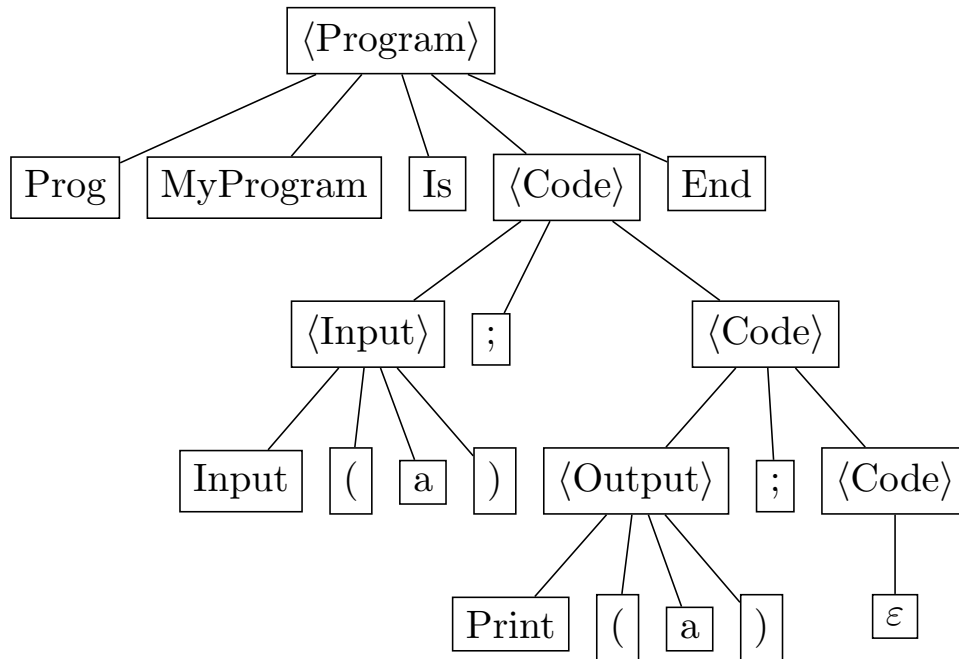 ⟨Program⟩
Prog MyProgram Is ⟨Code⟩ End
⟨Input⟩ ; ⟨Code⟩
Input ( a ) ⟨Output⟩ ; ⟨Code⟩
Print ( a ) ε